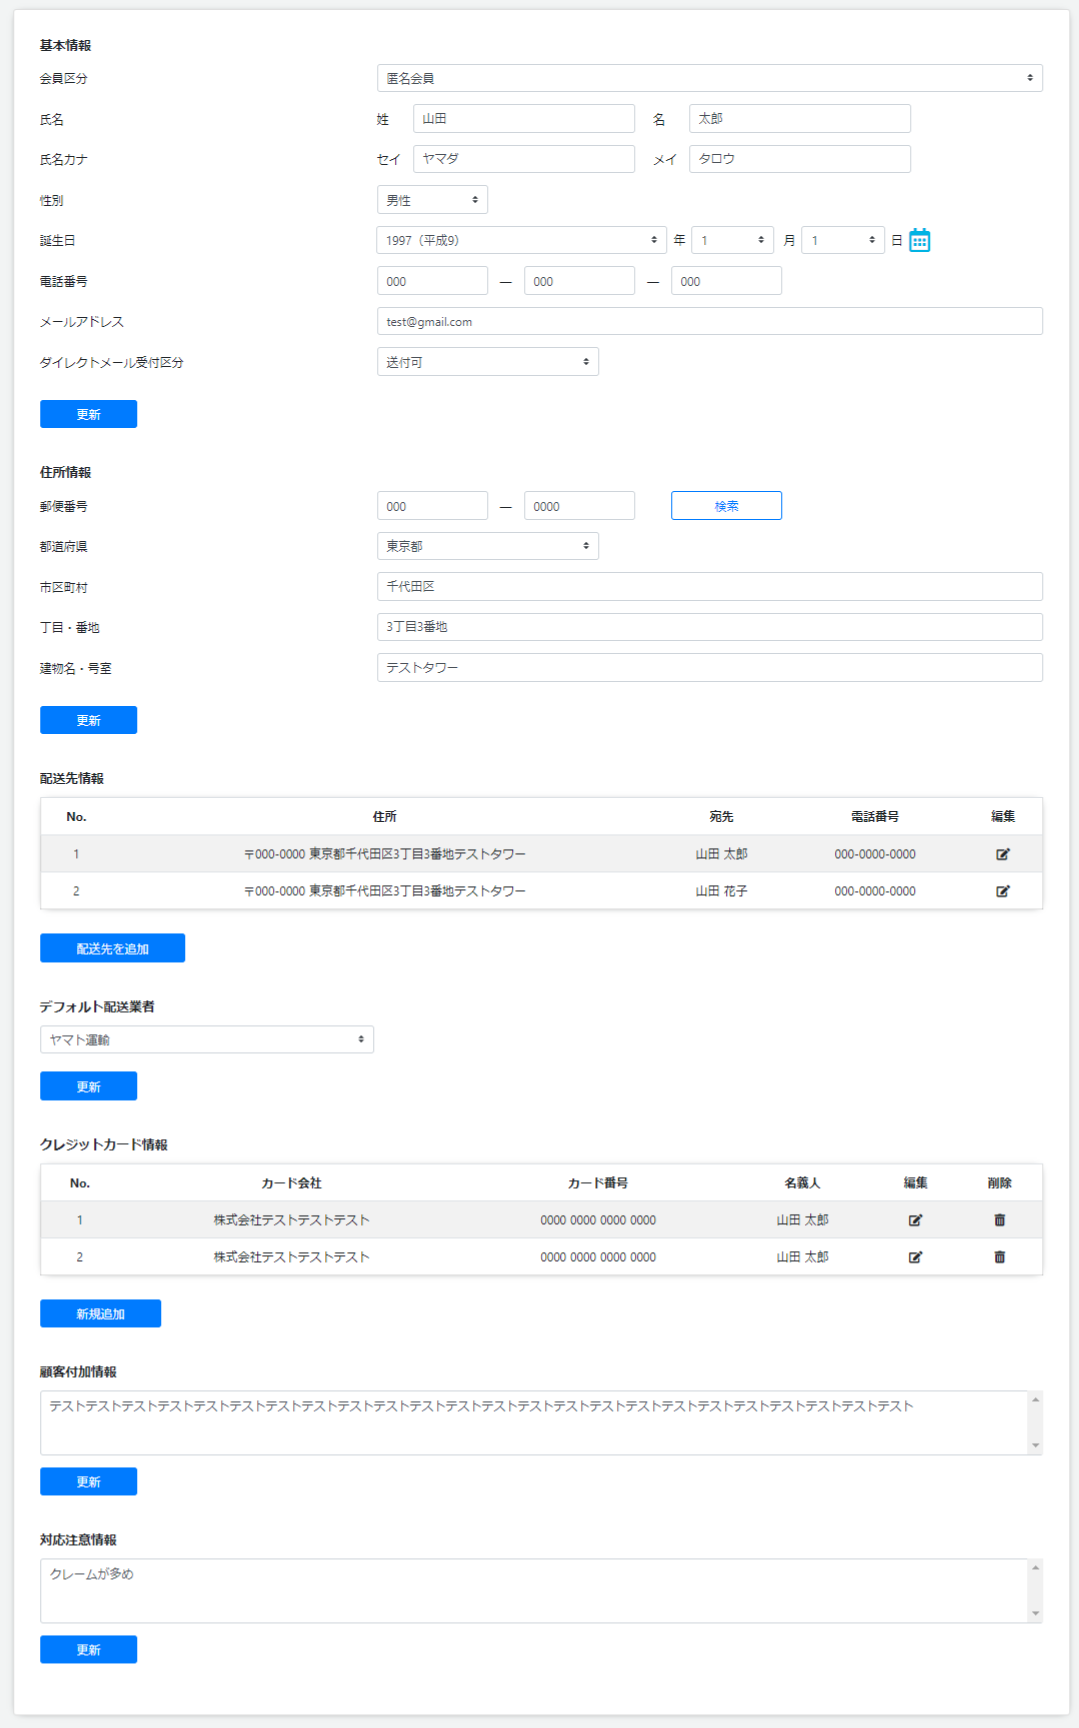 基本情報
会員区分 匿名会員
氏名 姓 山田 名 太郎
氏名カナ セイ ヤマダ メイ タロウ
性別 男性
誕生日 1997（平成9） 年 1 月 1 日
電話番号 000 — 000 — 000
メールアドレス test@gmail.com
ダイレクトメール受付区分 送付可
更新
住所情報
郵便番号 000 — 0000 検索
都道府県 東京都
市区町村 千代田区
丁目・番地 3丁目3番地
建物名・号室 テストタワー
更新
配送先情報
No. 住所 宛先 電話番号 編集
1 〒000-0000 東京都千代田区3丁目3番地テストタワー 山田 太郎 000-0000-0000
2 〒000-0000 東京都千代田区3丁目3番地テストタワー 山田 花子 000-0000-0000
配送先を追加
デフォルト配送業者
ヤマト運輸
更新
クレジットカード情報
No. カード会社 カード番号 名義人 編集 削除
1 株式会社テストテストテスト 0000 0000 0000 0000 山田 太郎
2 株式会社テストテストテスト 0000 0000 0000 0000 山田 太郎
新規追加
顧客付加情報
テストテストテストテストテストテストテストテストテストテストテストテストテストテストテストテストテストテストテストテストテストテストテストテスト
更新
対応注意情報
クレームが多め
更新